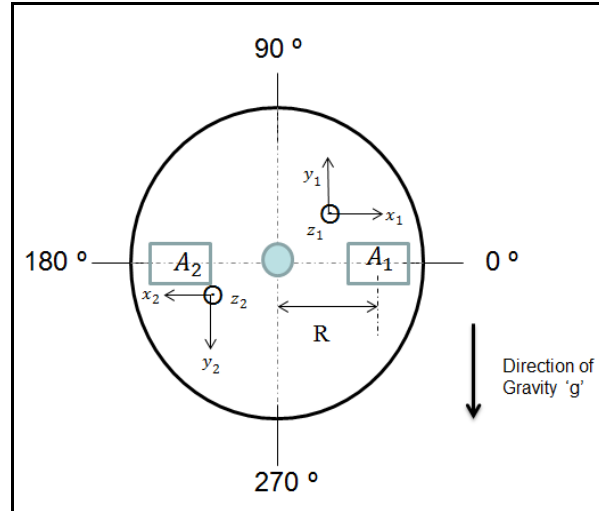 90 º
y₁
x₁
z₁
180 º
A₂
A₁
0 º
x₂
z₂
R
y₂
Direction of
Gravity ‘g’
270 º